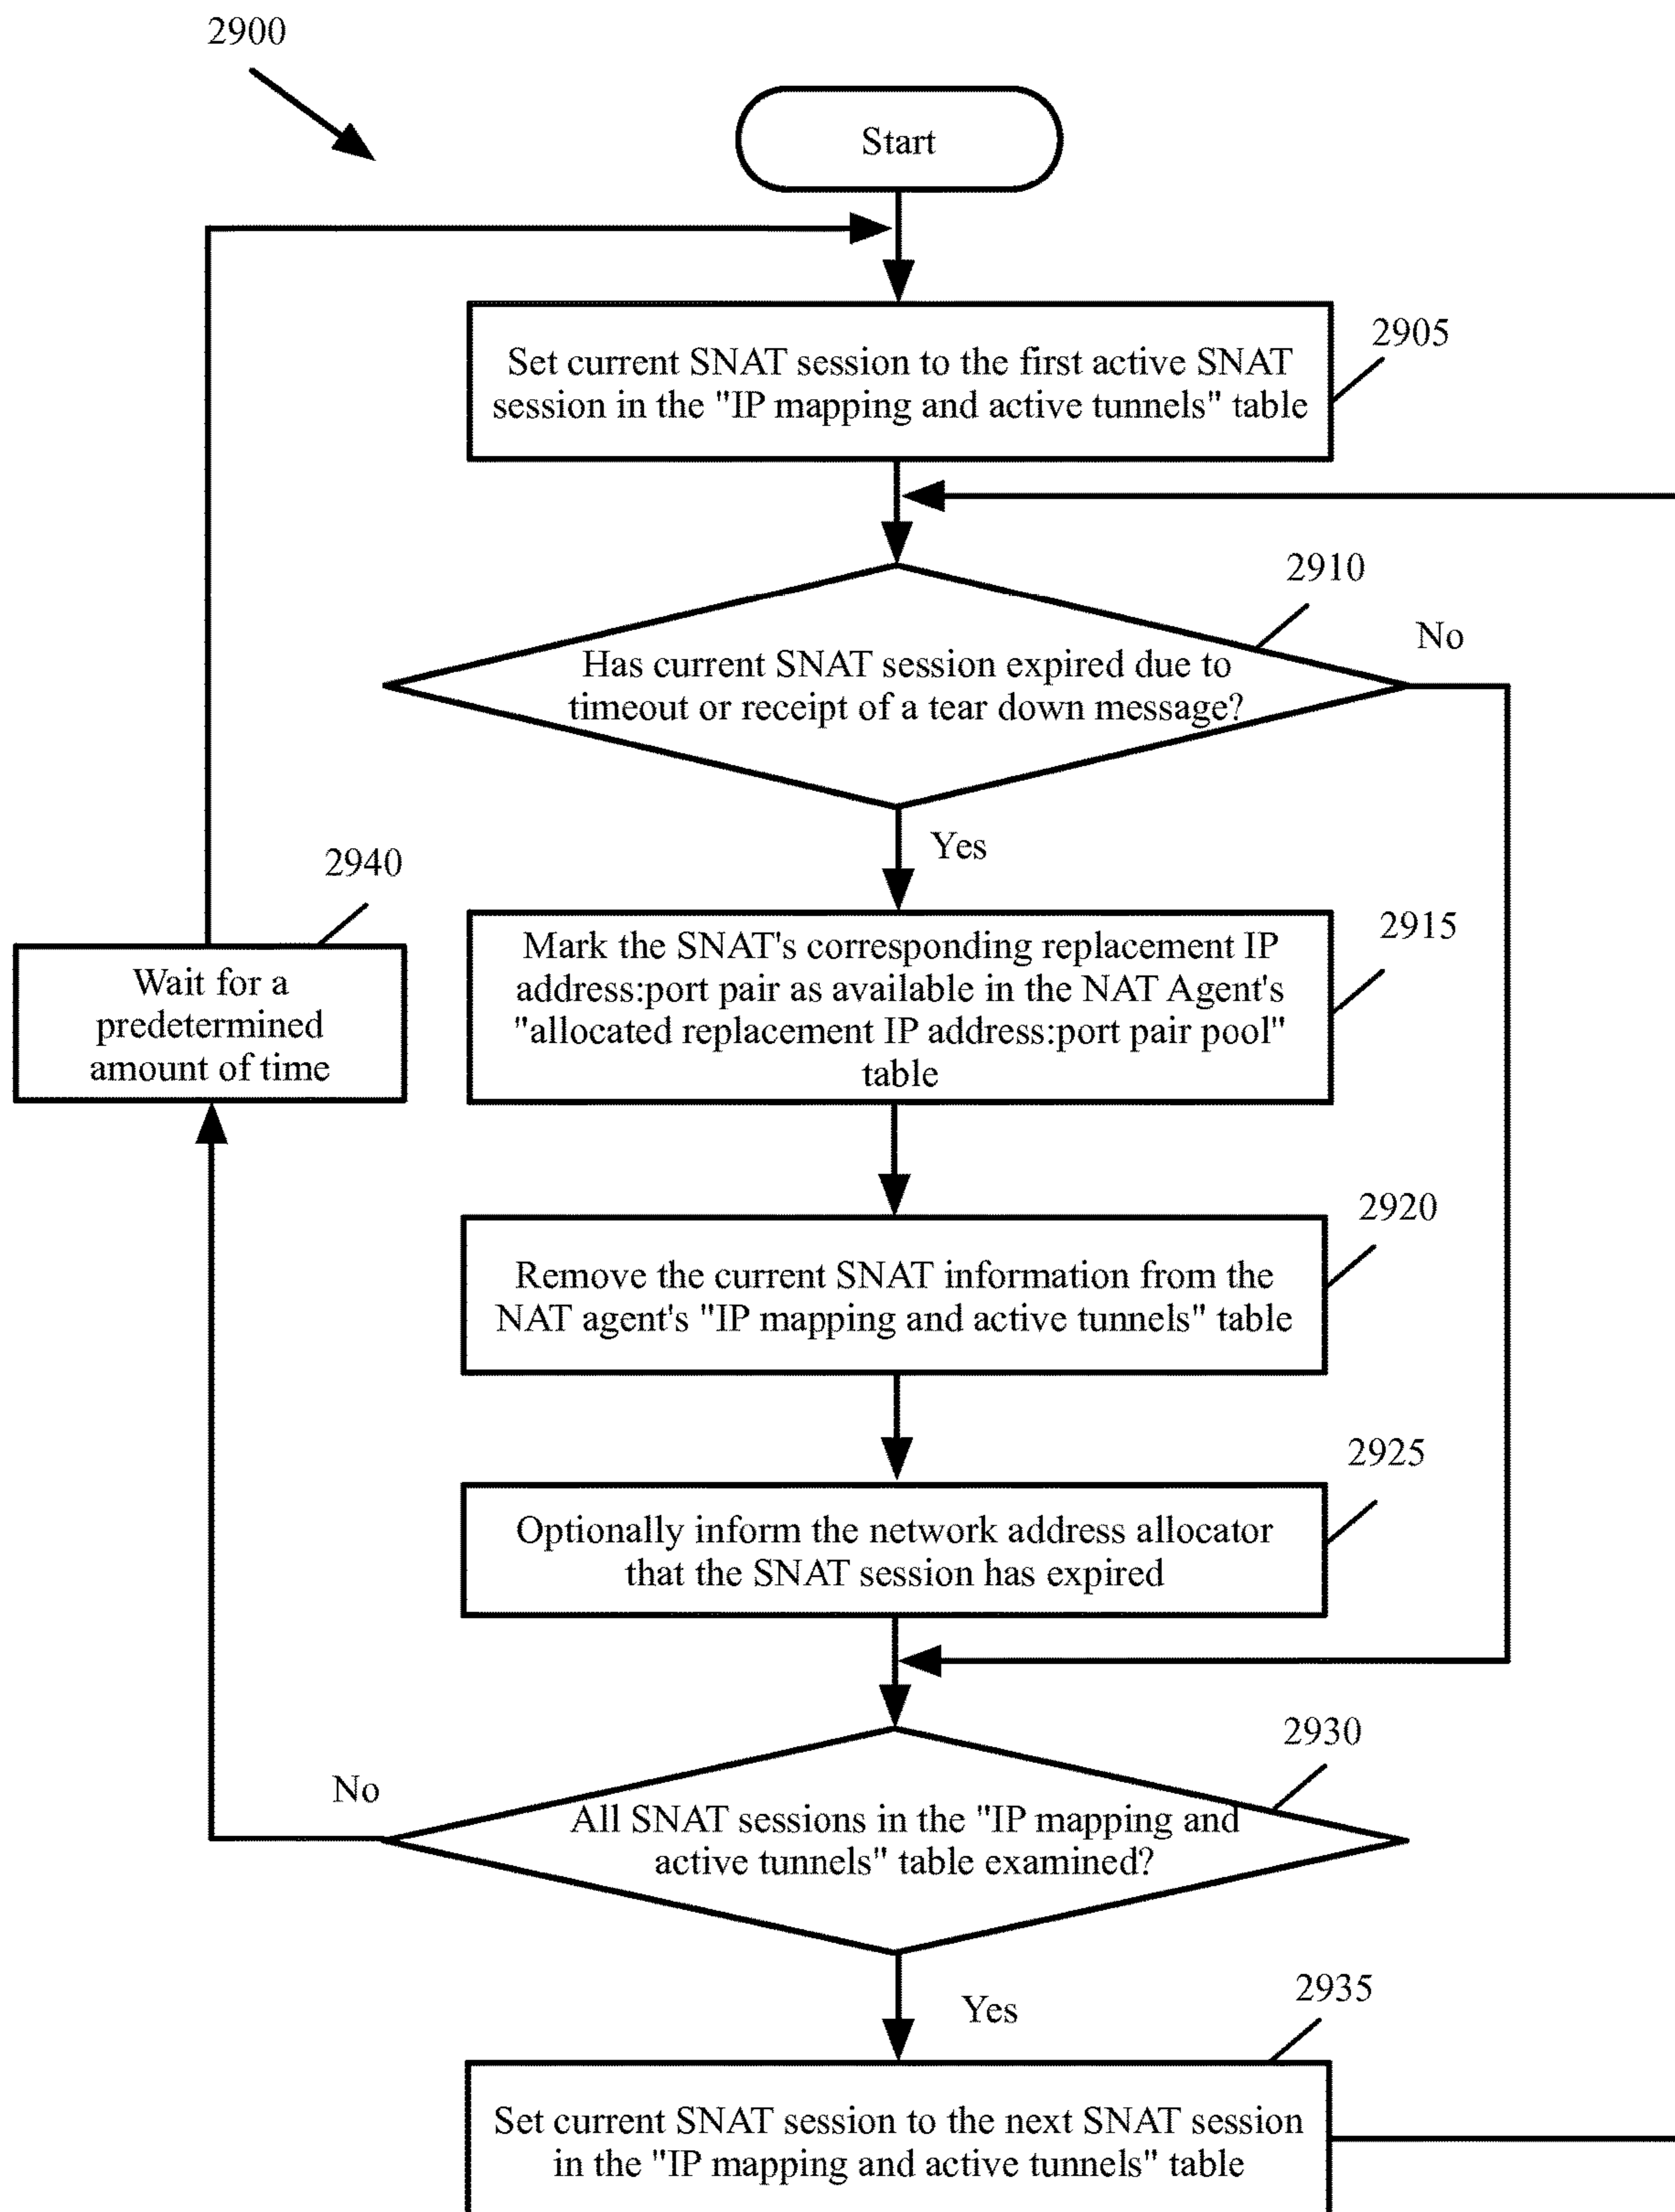 2900
Start
2905
Set current SNAT session to the first active SNAT
session in the "IP mapping and active tunnels" table
2910
No
Has current SNAT session expired due to
timeout or receipt of a tear down message?
Yes
2940
Wait for a
predetermined
amount of time
2915
Mark the SNAT's corresponding replacement IP
address:port pair as available in the NAT Agent's
"allocated replacement IP address:port pair pool"
table
2920
Remove the current SNAT information from the
NAT agent's "IP mapping and active tunnels" table
2925
Optionally inform the network address allocator
that the SNAT session has expired
2930
No
All SNAT sessions in the "IP mapping and
active tunnels" table examined?
Yes
2935
Set current SNAT session to the next SNAT session
in the "IP mapping and active tunnels" table